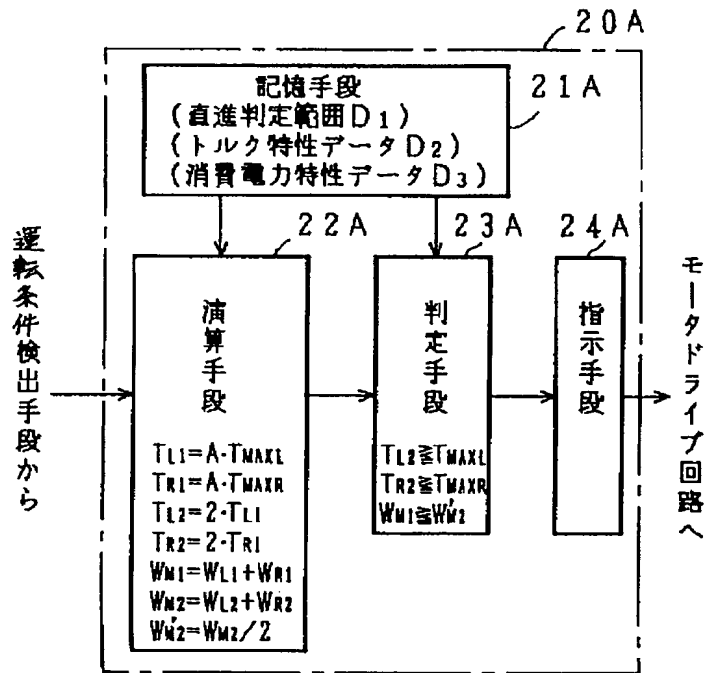 20A
記憶手段
(直進判定範囲D1)
(トルク特性データD2)
(消費電力特性データD3)
21A
運転条件検出手段から
22A
演算手段
TL1=A·TMAXL
TR1=A·TMAXR
TL2=2·TL1
TR2=2·TR1
WM1=WL1+WR1
WM2=WL2+WR2
WM'2=WM2/2
23A
判定手段
TL2≧TMAXL
TR2≧TMAXR
WM1≧WM'2
24A
指示手段
モータドライブ回路へ